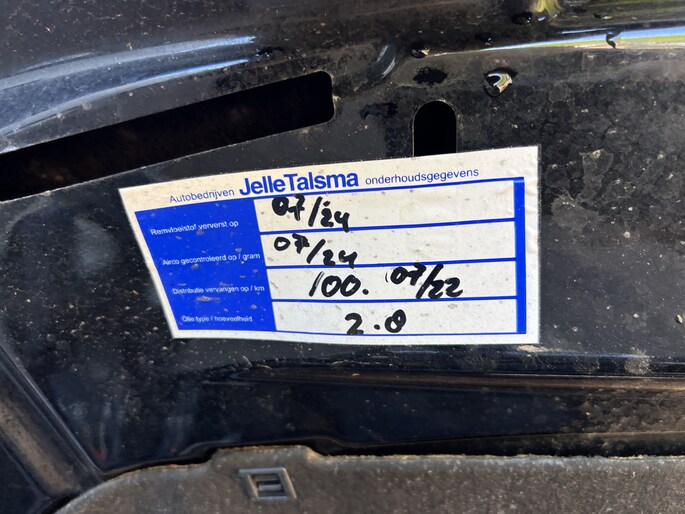 Autobedrijven JelleTalsma onderhoudsgegevens
Remvloeistof ververst op 07/24
Airco gecontroleerd op / gram 07/24
Distributie vervangen op / km 100. 07/22
Olie type / hoeveelheid 2.8